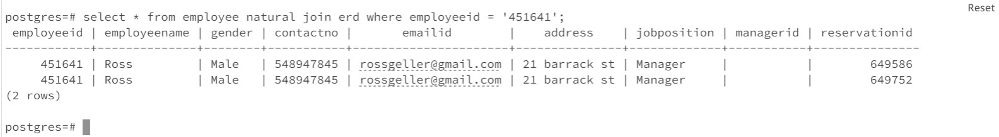 Reset
postgres=# select * from employee natural join erd where employeeid = '451641';
 employeeid | employeename | gender | contactno |       emailid        |    address    | jobposition | managerid | reservationid
------------+--------------+--------+-----------+----------------------+---------------+-------------+-----------+---------------
     451641 | Ross         | Male   | 548947845 | rossgeller@gmail.com | 21 barrack st | Manager     |           |        649586
     451641 | Ross         | Male   | 548947845 | rossgeller@gmail.com | 21 barrack st | Manager     |           |        649752
(2 rows)
postgres=#